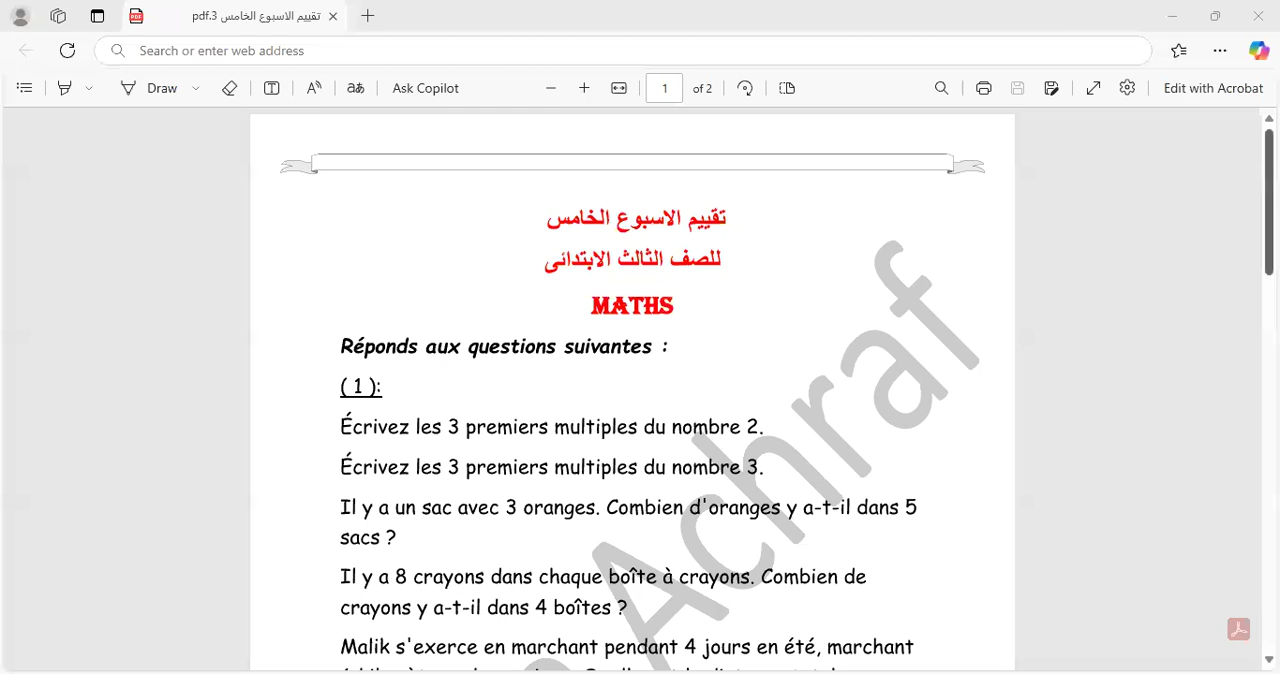 تقييم الاسبوع الخامس 3.pdf
Search or enter web address
Draw
Ask Copilot
1 of 2
Edit with Acrobat
تقييم الاسبوع الخامس
للصف الثالث الابتدائى
MATHS
Réponds aux questions suivantes :
( 1 ):
Écrivez les 3 premiers multiples du nombre 2.
Écrivez les 3 premiers multiples du nombre 3.
Il y a un sac avec 3 oranges. Combien d'oranges y a-t-il dans 5
sacs ?
Il y a 8 crayons dans chaque boîte à crayons. Combien de
crayons y a-t-il dans 4 boîtes ?
Malik s'exerce en marchant pendant 4 jours en été, marchant
Achraf